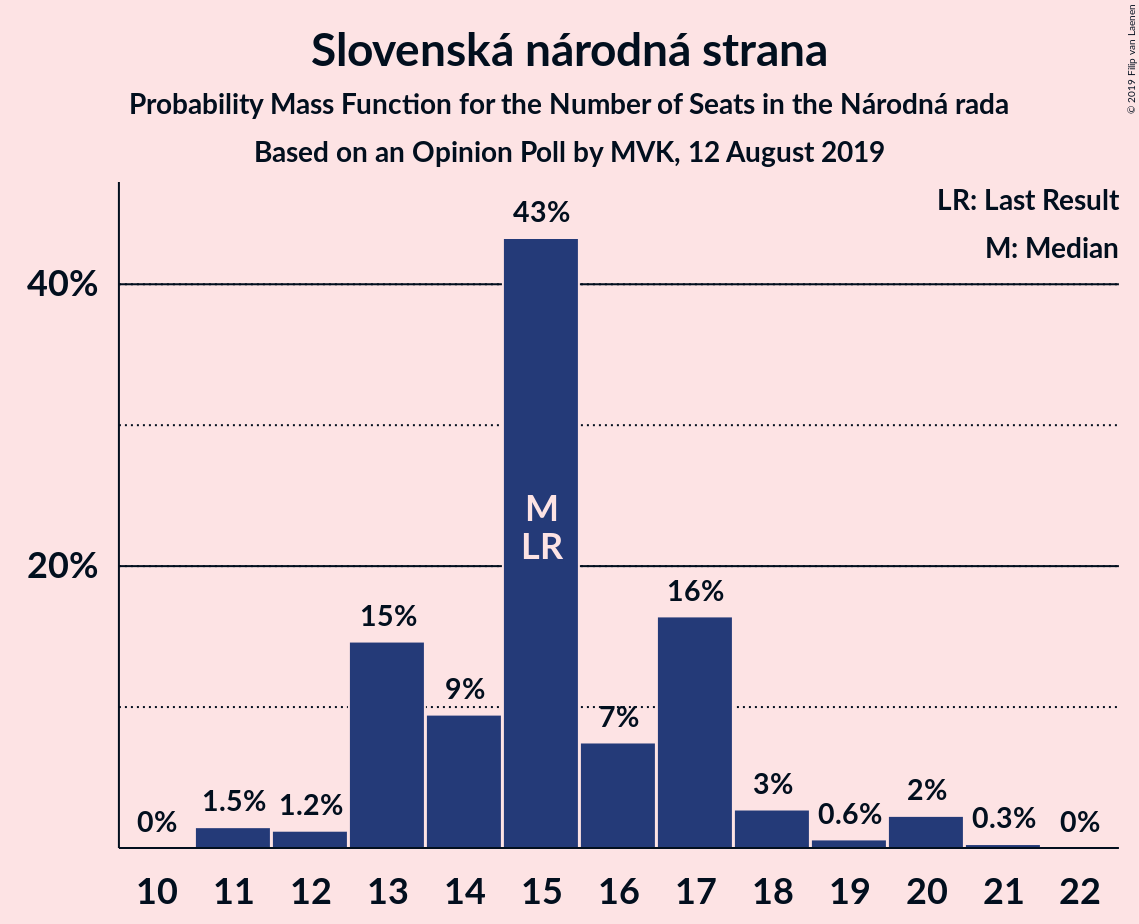 Slovenská národná strana
Probability Mass Function for the Number of Seats in the Národná rada
Based on an Opinion Poll by MVK, 12 August 2019
© 2019 Filip van Laenen
LR: Last Result
M: Median
40%
20%
0%
1.5%
1.2%
15%
9%
43%
7%
16%
3%
0.6%
2%
0.3%
0%
M
LR
10 11 12 13 14 15 16 17 18 19 20 21 22